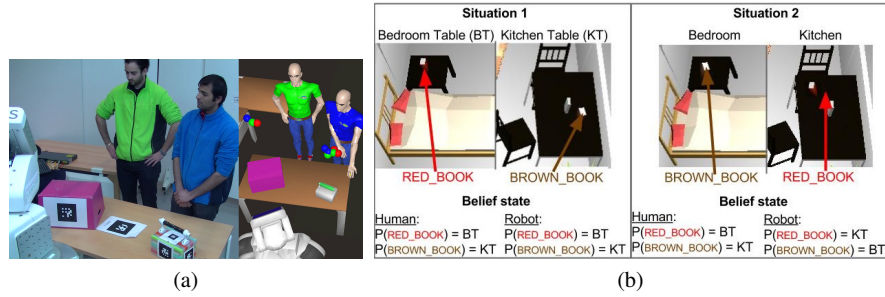 Situation 1
Bedroom Table (BT) Kitchen Table (KT)
RED_BOOK BROWN_BOOK
Belief state
Human: Robot:
P(RED_BOOK) = BT P(RED_BOOK) = BT
P(BROWN_BOOK) = KT P(BROWN_BOOK) = KT
Situation 2
Bedroom Kitchen
BROWN_BOOK RED_BOOK
Belief state
Human: Robot:
P(RED_BOOK) = BT P(RED_BOOK) = KT
P(BROWN_BOOK) = KT P(BROWN_BOOK) = BT
(a) (b)